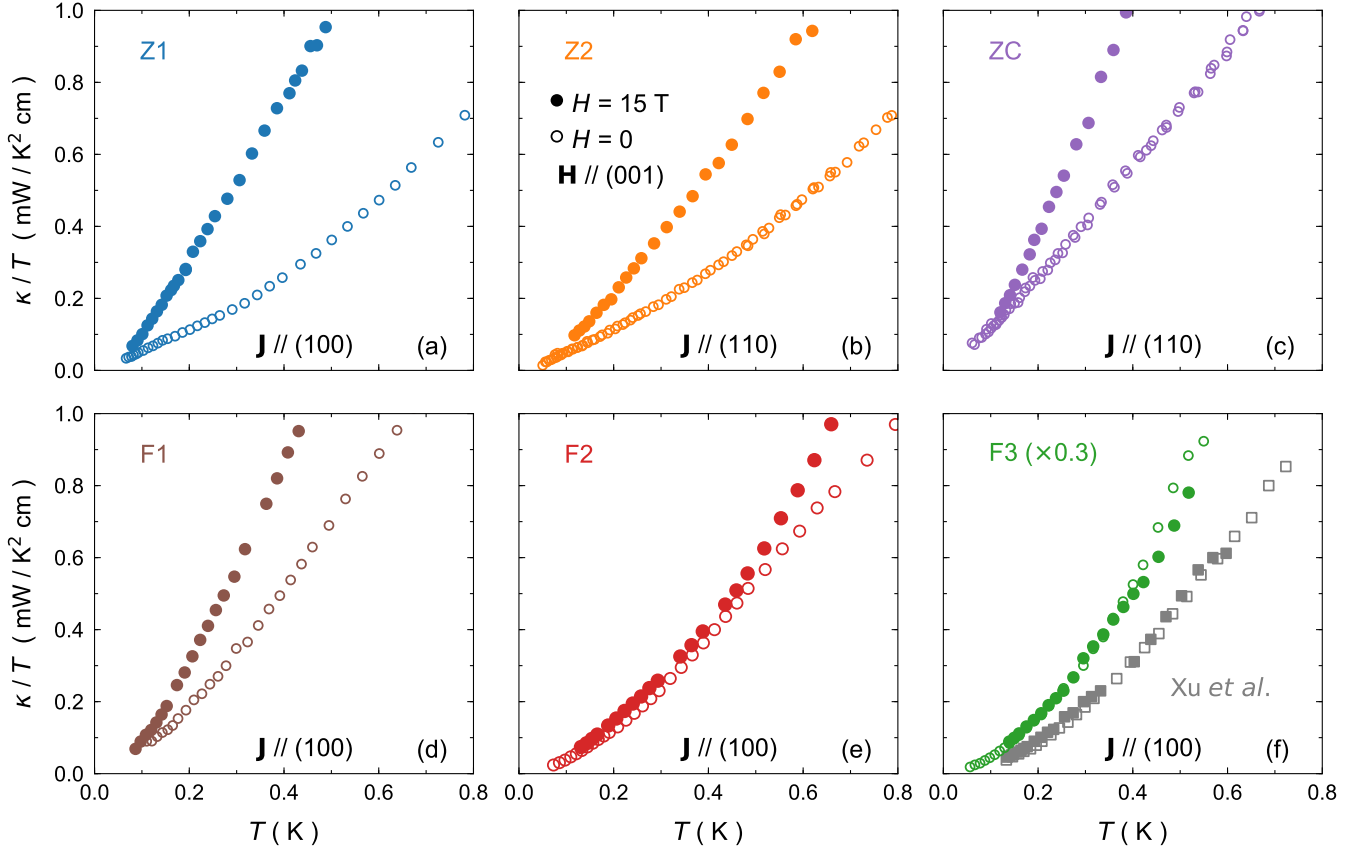 κ / T ( mW / K² cm)
1.0
0.8
0.6
0.4
0.2
0.0
Z1
J // (100)
(a)
Z2
H = 15 T
H = 0
H // (001)
J // (110)
(b)
ZC
J // (110)
(c)
κ / T ( mW / K² cm)
1.0
0.8
0.6
0.4
0.2
0.0
F1
J // (100)
(d)
F2
J // (100)
(e)
F3 (×0.3)
Xu et al.
J // (100)
(f)
0.0 0.2 0.4 0.6 0.8 0.2 0.4 0.6 0.8 0.2 0.4 0.6 0.8
T ( K ) T ( K ) T ( K )